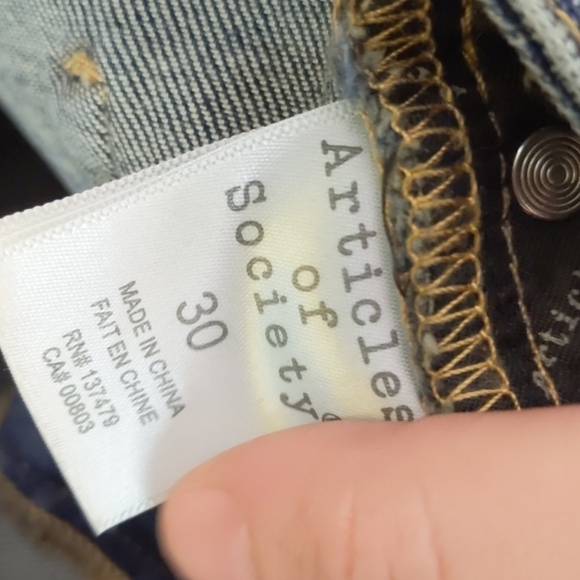 Articles
of
Society
30
MADE IN CHINA
FAIT EN CHINE
RN# 137479
CA# 00803